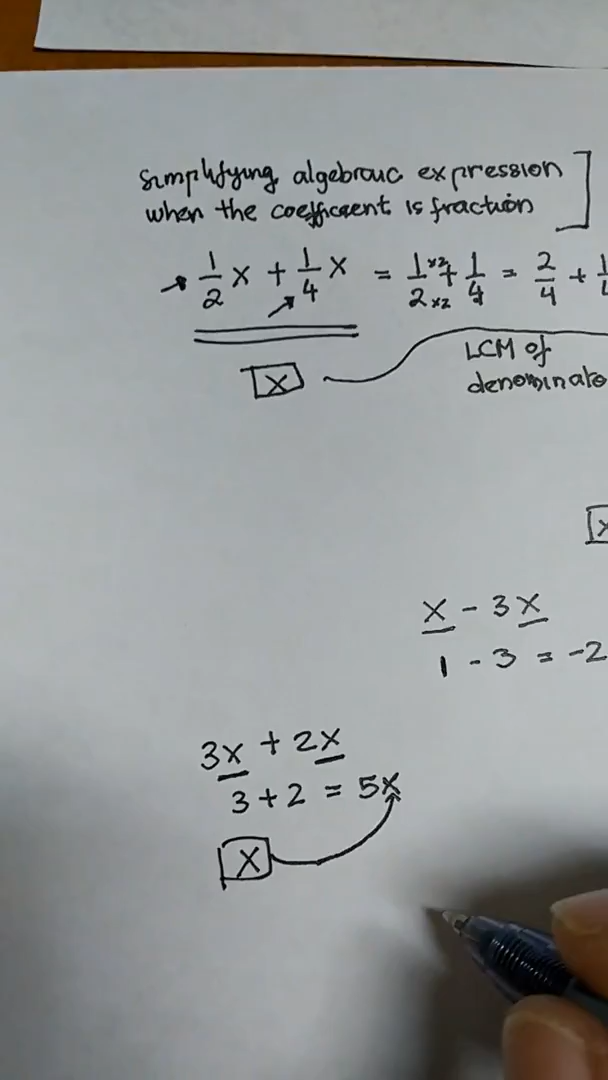 Simplifying algebraic expression
when the coefficient is fraction
1/2 x + 1/4 x = 1×2/2×2 + 1/4 = 2/4 + 1/
x
LCM of
denominato
x - 3x
1 - 3 = -2
3x + 2x
3 + 2 = 5x
x